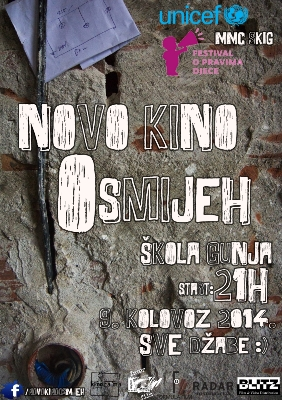 unicef
MMC ŠKIG
FESTIVAL
O PRAVIMA
DJECE
NOVO KINO
OSMIJEH
ŠKOLA GUNJA
START: 21H
9. KOLOVOZ 2014.
SVE DŽABE :)
RADAR
BLITZ